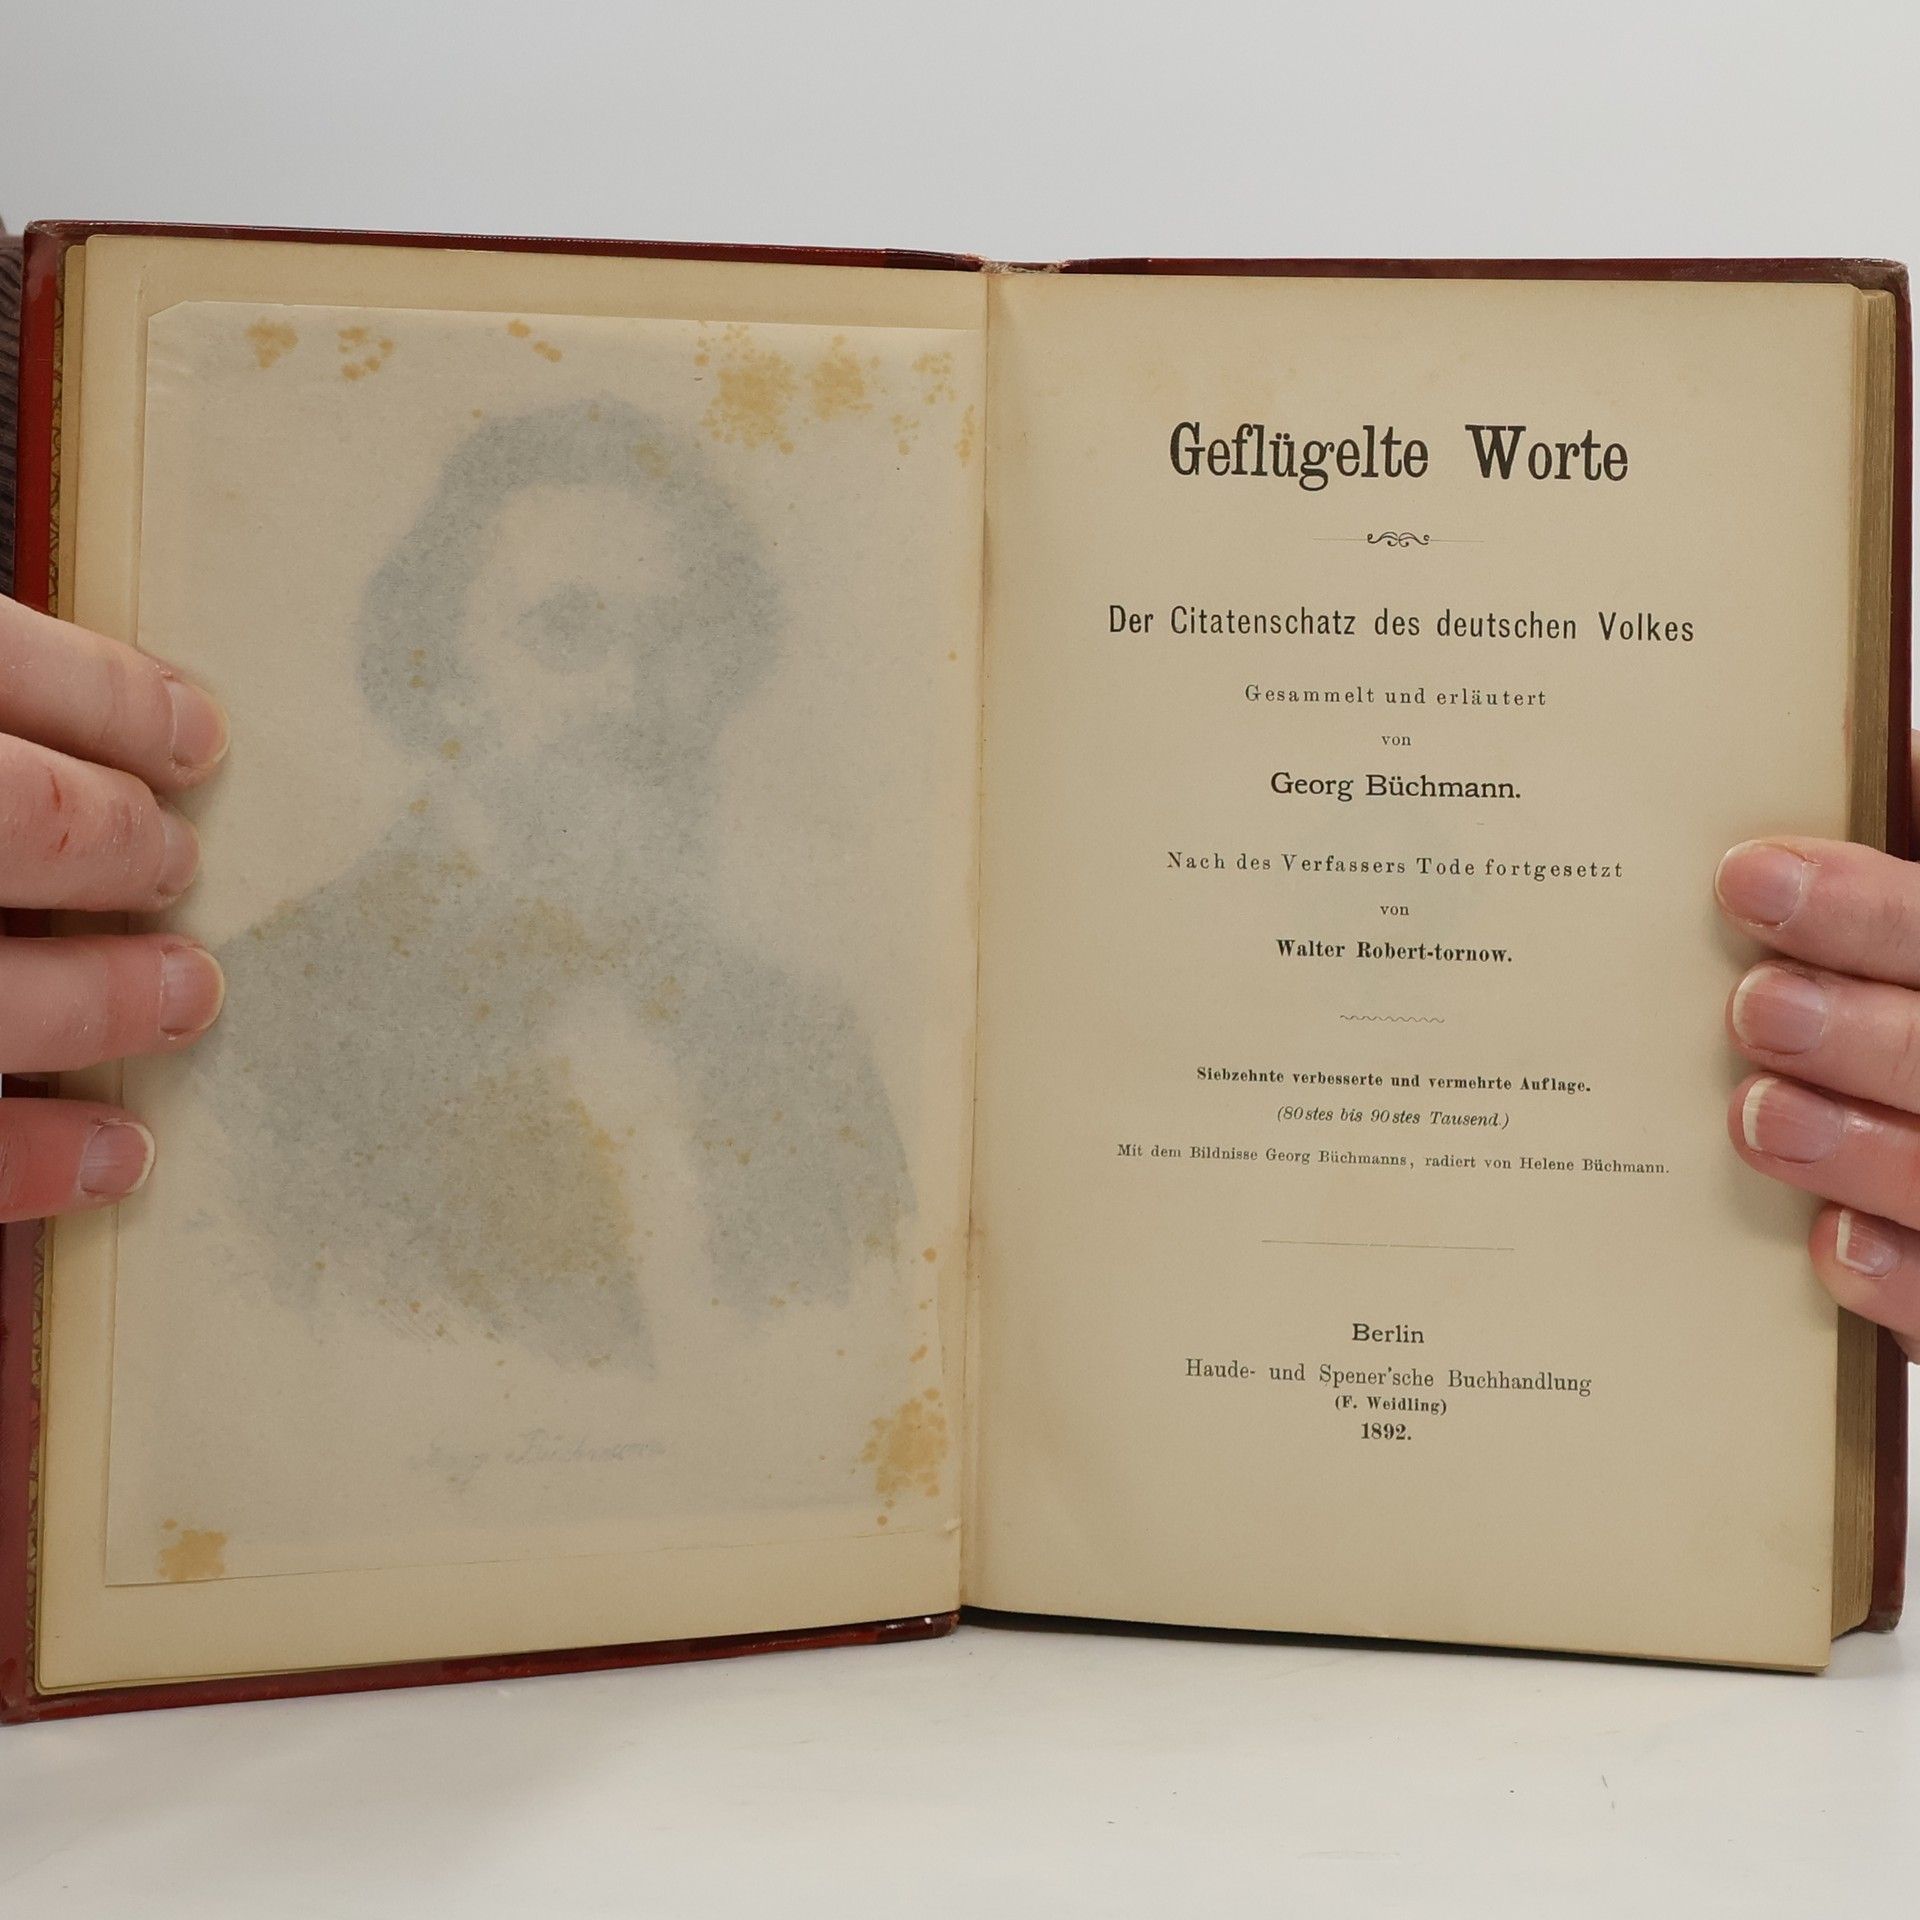 Geflügelte Worte
Der Citatenschatz des deutschen Volkes
Gesammelt und erläutert
von
Georg Büchmann.
Nach des Verfassers Tode fortgesetzt
von
Walter Robert-tornow.
Siebzehnte verbesserte und vermehrte Auflage.
(80stes bis 90stes Tausend.)
Mit dem Bildnisse Georg Büchmanns, radiert von Helene Büchmann.
Berlin
Haude- und Spener'sche Buchhandlung
(F. Weidling)
1892.